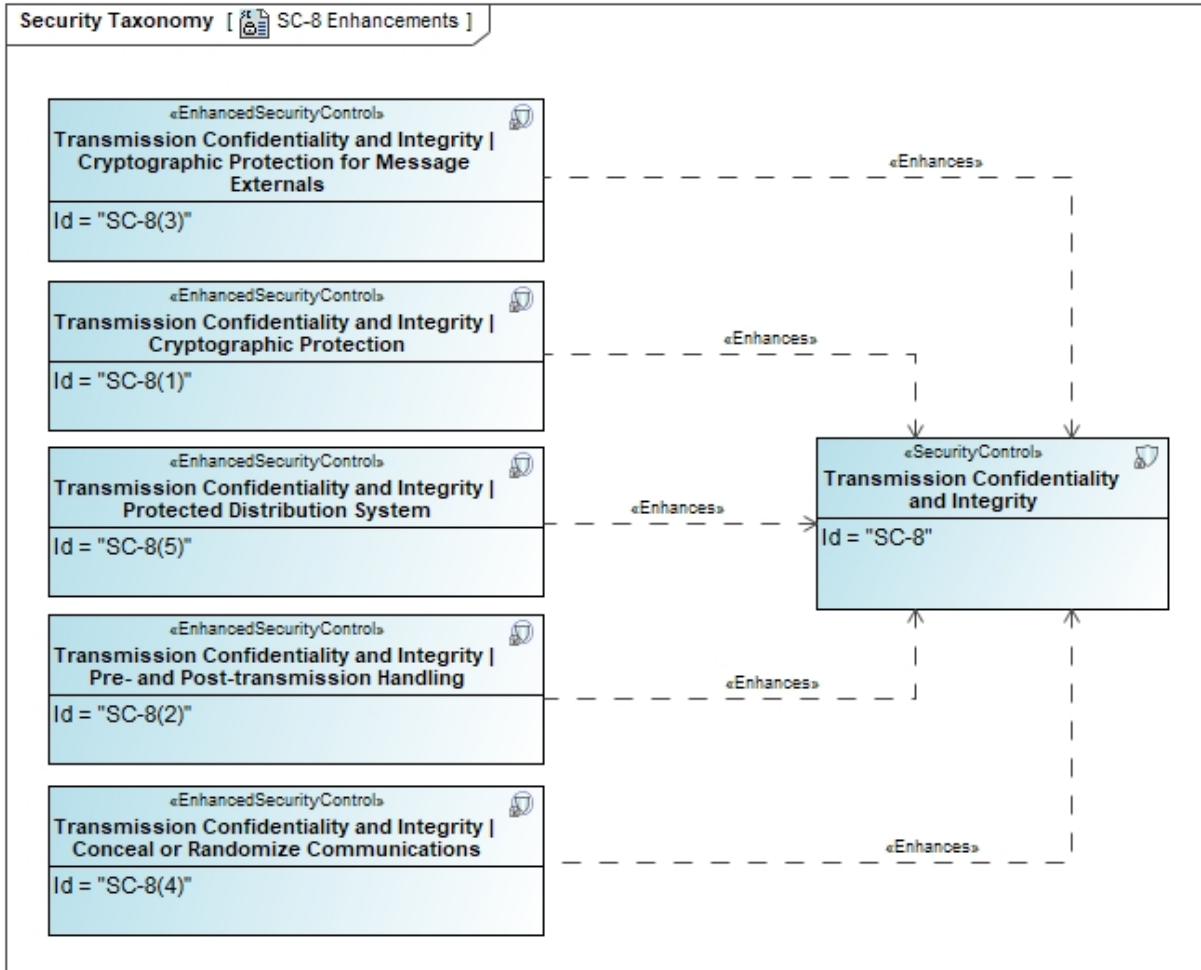 Security Taxonomy [ SC-8 Enhancements ]
«EnhancedSecurityControl»
Transmission Confidentiality and Integrity |
Cryptographic Protection for Message
Externals
Id = "SC-8(3)"
«Enhances»
«EnhancedSecurityControl»
Transmission Confidentiality and Integrity |
Cryptographic Protection
Id = "SC-8(1)"
«Enhances»
«EnhancedSecurityControl»
Transmission Confidentiality and Integrity |
Protected Distribution System
Id = "SC-8(5)"
«Enhances»
«SecurityControl»
Transmission Confidentiality
and Integrity
Id = "SC-8"
«EnhancedSecurityControl»
Transmission Confidentiality and Integrity |
Pre- and Post-transmission Handling
Id = "SC-8(2)"
«Enhances»
«EnhancedSecurityControl»
Transmission Confidentiality and Integrity |
Conceal or Randomize Communications
Id = "SC-8(4)"
«Enhances»